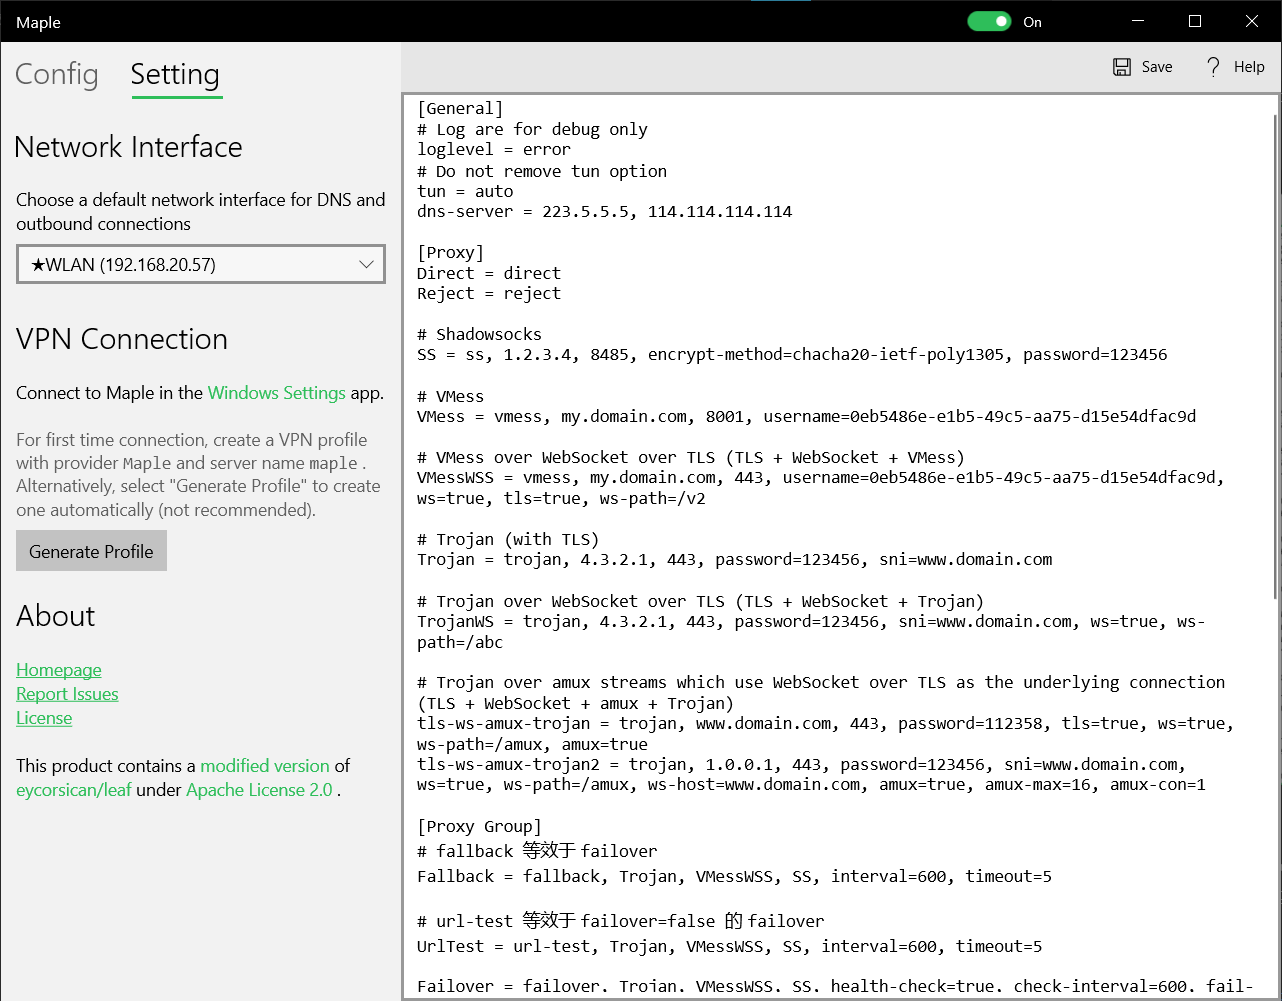 Maple
On
Config
Setting
Save
Help
Network Interface
Choose a default network interface for DNS and
outbound connections
★WLAN (192.168.20.57)
VPN Connection
Connect to Maple in the Windows Settings app.
For first time connection, create a VPN profile
with provider Maple and server name maple .
Alternatively, select "Generate Profile" to create
one automatically (not recommended).
Generate Profile
About
Homepage
Report Issues
License
This product contains a modified version of
eycorsican/leaf under Apache License 2.0 .
[General]
# Log are for debug only
loglevel = error
# Do not remove tun option
tun = auto
dns-server = 223.5.5.5, 114.114.114.114
[Proxy]
Direct = direct
Reject = reject
# Shadowsocks
SS = ss, 1.2.3.4, 8485, encrypt-method=chacha20-ietf-poly1305, password=123456
# VMess
VMess = vmess, my.domain.com, 8001, username=0eb5486e-e1b5-49c5-aa75-d15e54dfac9d
# VMess over WebSocket over TLS (TLS + WebSocket + VMess)
VMessWSS = vmess, my.domain.com, 443, username=0eb5486e-e1b5-49c5-aa75-d15e54dfac9d,
ws=true, tls=true, ws-path=/v2
# Trojan (with TLS)
Trojan = trojan, 4.3.2.1, 443, password=123456, sni=www.domain.com
# Trojan over WebSocket over TLS (TLS + WebSocket + Trojan)
TrojanWS = trojan, 4.3.2.1, 443, password=123456, sni=www.domain.com, ws=true, ws-
path=/abc
# Trojan over amux streams which use WebSocket over TLS as the underlying connection
(TLS + WebSocket + amux + Trojan)
tls-ws-amux-trojan = trojan, www.domain.com, 443, password=112358, tls=true, ws=true,
ws-path=/amux, amux=true
tls-ws-amux-trojan2 = trojan, 1.0.0.1, 443, password=123456, sni=www.domain.com,
ws=true, ws-path=/amux, ws-host=www.domain.com, amux=true, amux-max=16, amux-con=1
[Proxy Group]
# fallback 等效于 failover
Fallback = fallback, Trojan, VMessWSS, SS, interval=600, timeout=5
# url-test 等效于 failover=false 的 failover
UrlTest = url-test, Trojan, VMessWSS, SS, interval=600, timeout=5
Failover = failover, Trojan, VMessWSS, SS, health-check=true, check-interval=600, fail-